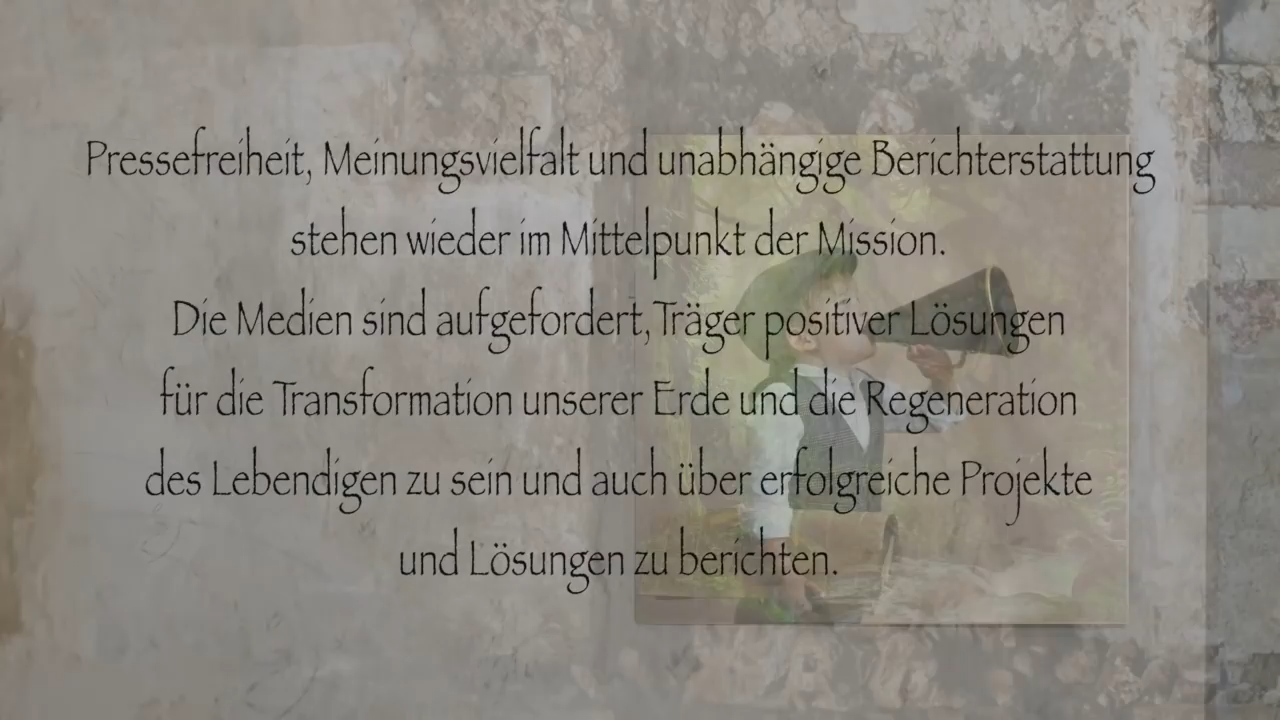 Pressefreiheit, Meinungsvielfalt und unabhängige Berichterstattung
stehen wieder im Mittelpunkt der Mission.
Die Medien sind aufgefordert, Träger positiver Lösungen
für die Transformation unserer Erde und die Regeneration
des Lebendigen zu sein und auch über erfolgreiche Projekte
und Lösungen zu berichten.